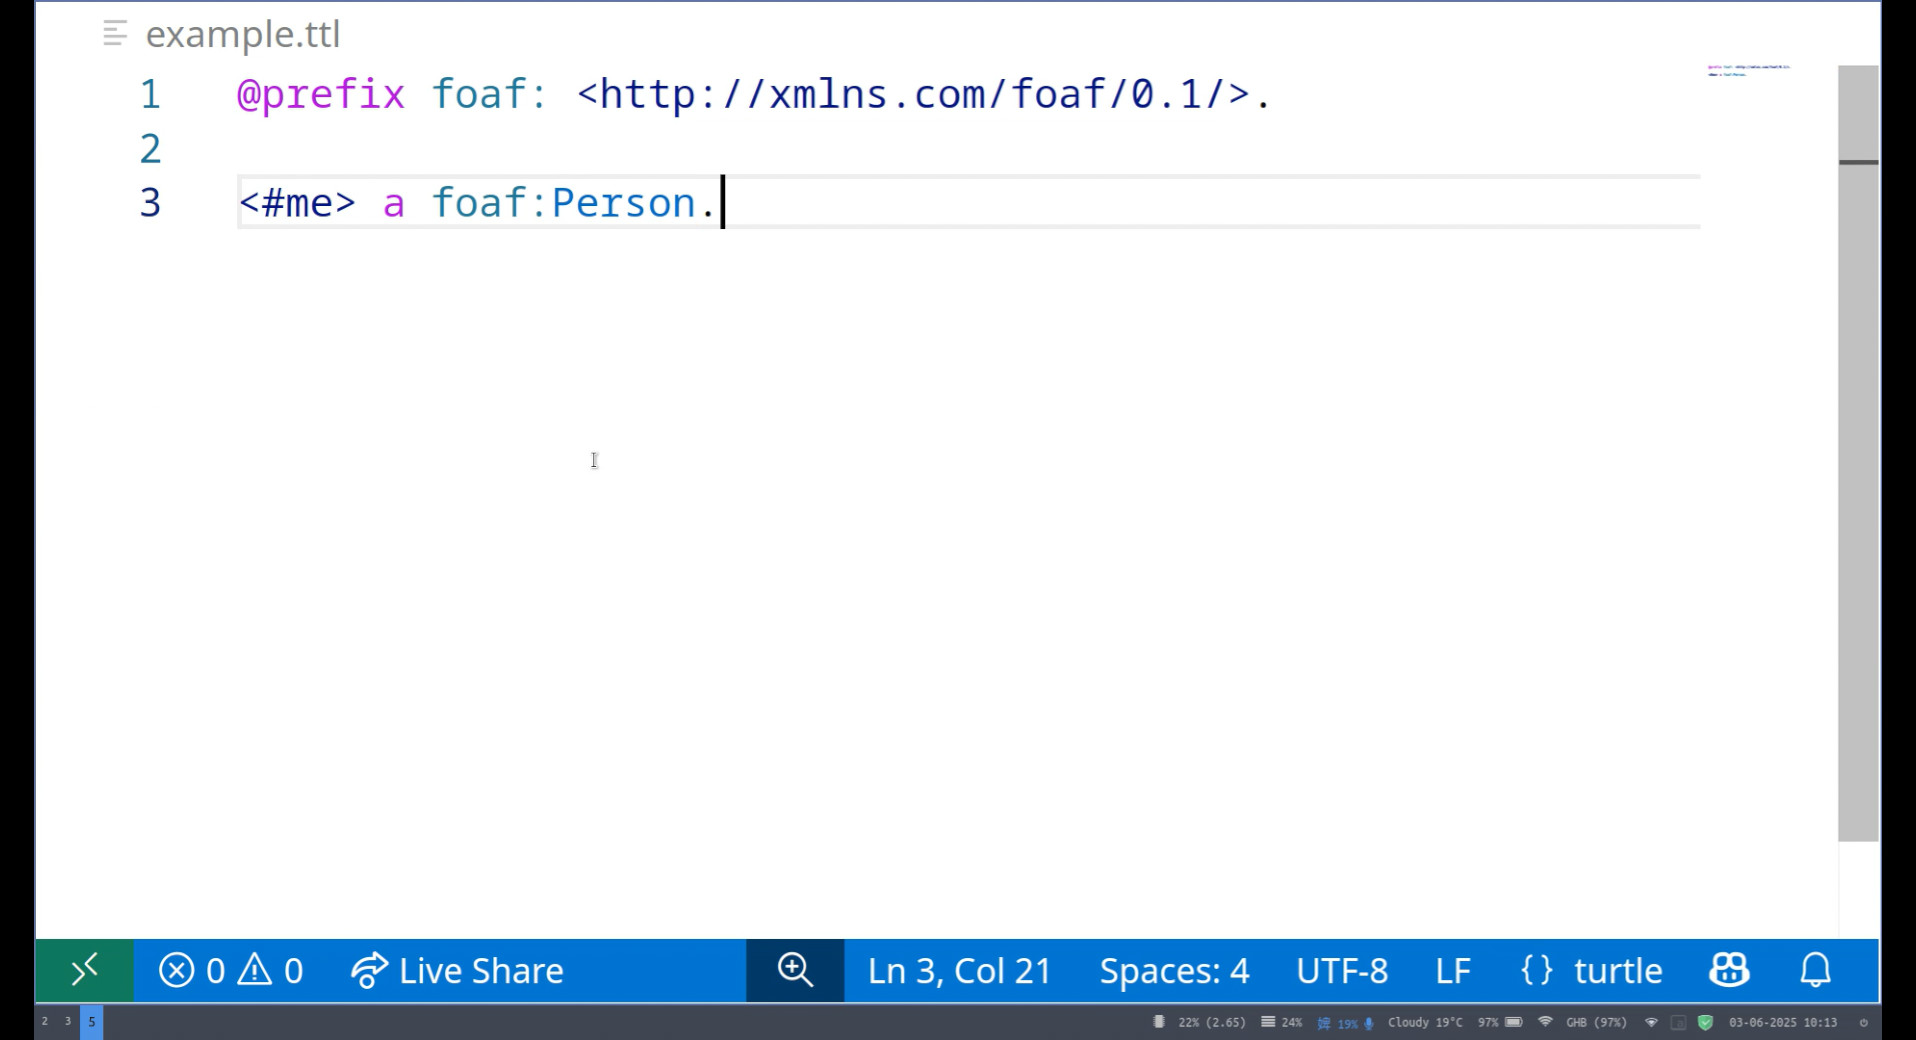 example.ttl
1 @prefix foaf: <http://xmlns.com/foaf/0.1/>.
2
3 <#me> a foaf:Person.
0 0 Live Share Ln 3, Col 21 Spaces: 4 UTF-8 LF {} turtle
2 3 5 22% (2.65) 24% 19% Cloudy 19°C 97% GHB (97%) 03-06-2025 10:13